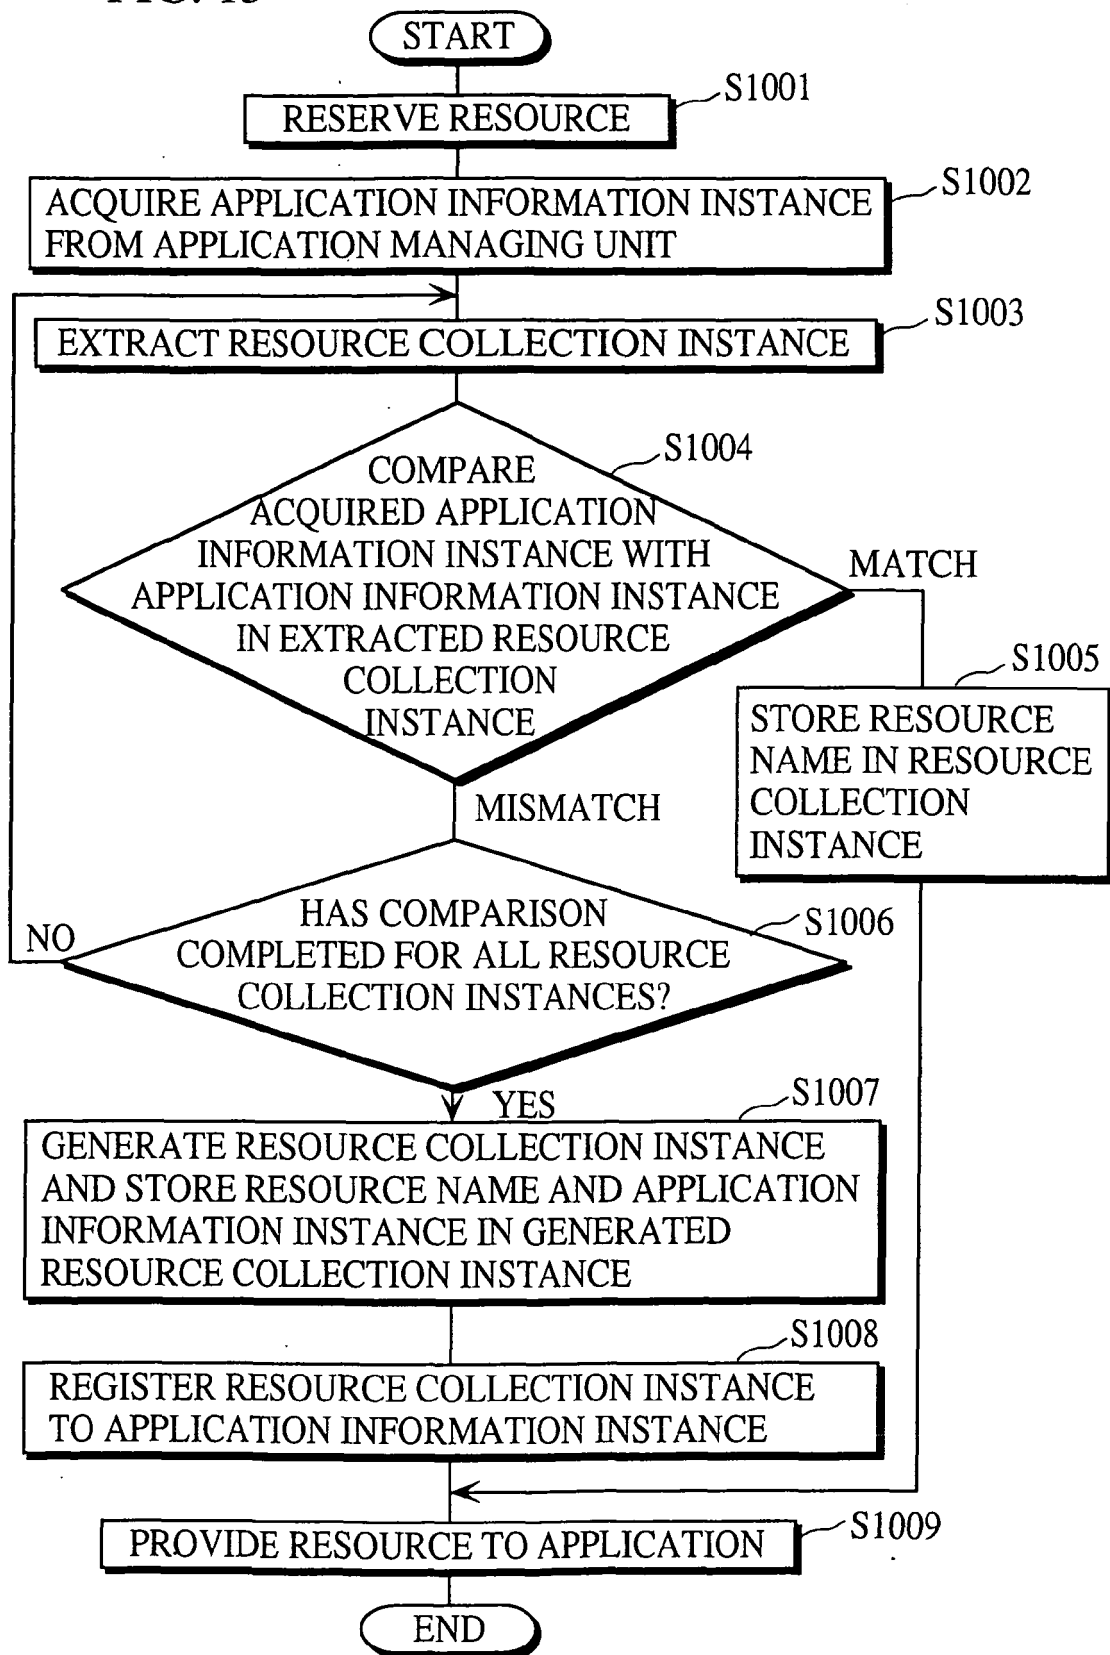 START
S1001
RESERVE RESOURCE
S1002
ACQUIRE APPLICATION INFORMATION INSTANCE
FROM APPLICATION MANAGING UNIT
S1003
EXTRACT RESOURCE COLLECTION INSTANCE
S1004
COMPARE
ACQUIRED APPLICATION
INFORMATION INSTANCE WITH
APPLICATION INFORMATION INSTANCE
IN EXTRACTED RESOURCE
COLLECTION
INSTANCE
MATCH
S1005
STORE RESOURCE
NAME IN RESOURCE
COLLECTION
INSTANCE
MISMATCH
S1006
HAS COMPARISON
COMPLETED FOR ALL RESOURCE
COLLECTION INSTANCES?
NO
YES
S1007
GENERATE RESOURCE COLLECTION INSTANCE
AND STORE RESOURCE NAME AND APPLICATION
INFORMATION INSTANCE IN GENERATED
RESOURCE COLLECTION INSTANCE
S1008
REGISTER RESOURCE COLLECTION INSTANCE
TO APPLICATION INFORMATION INSTANCE
S1009
PROVIDE RESOURCE TO APPLICATION
END